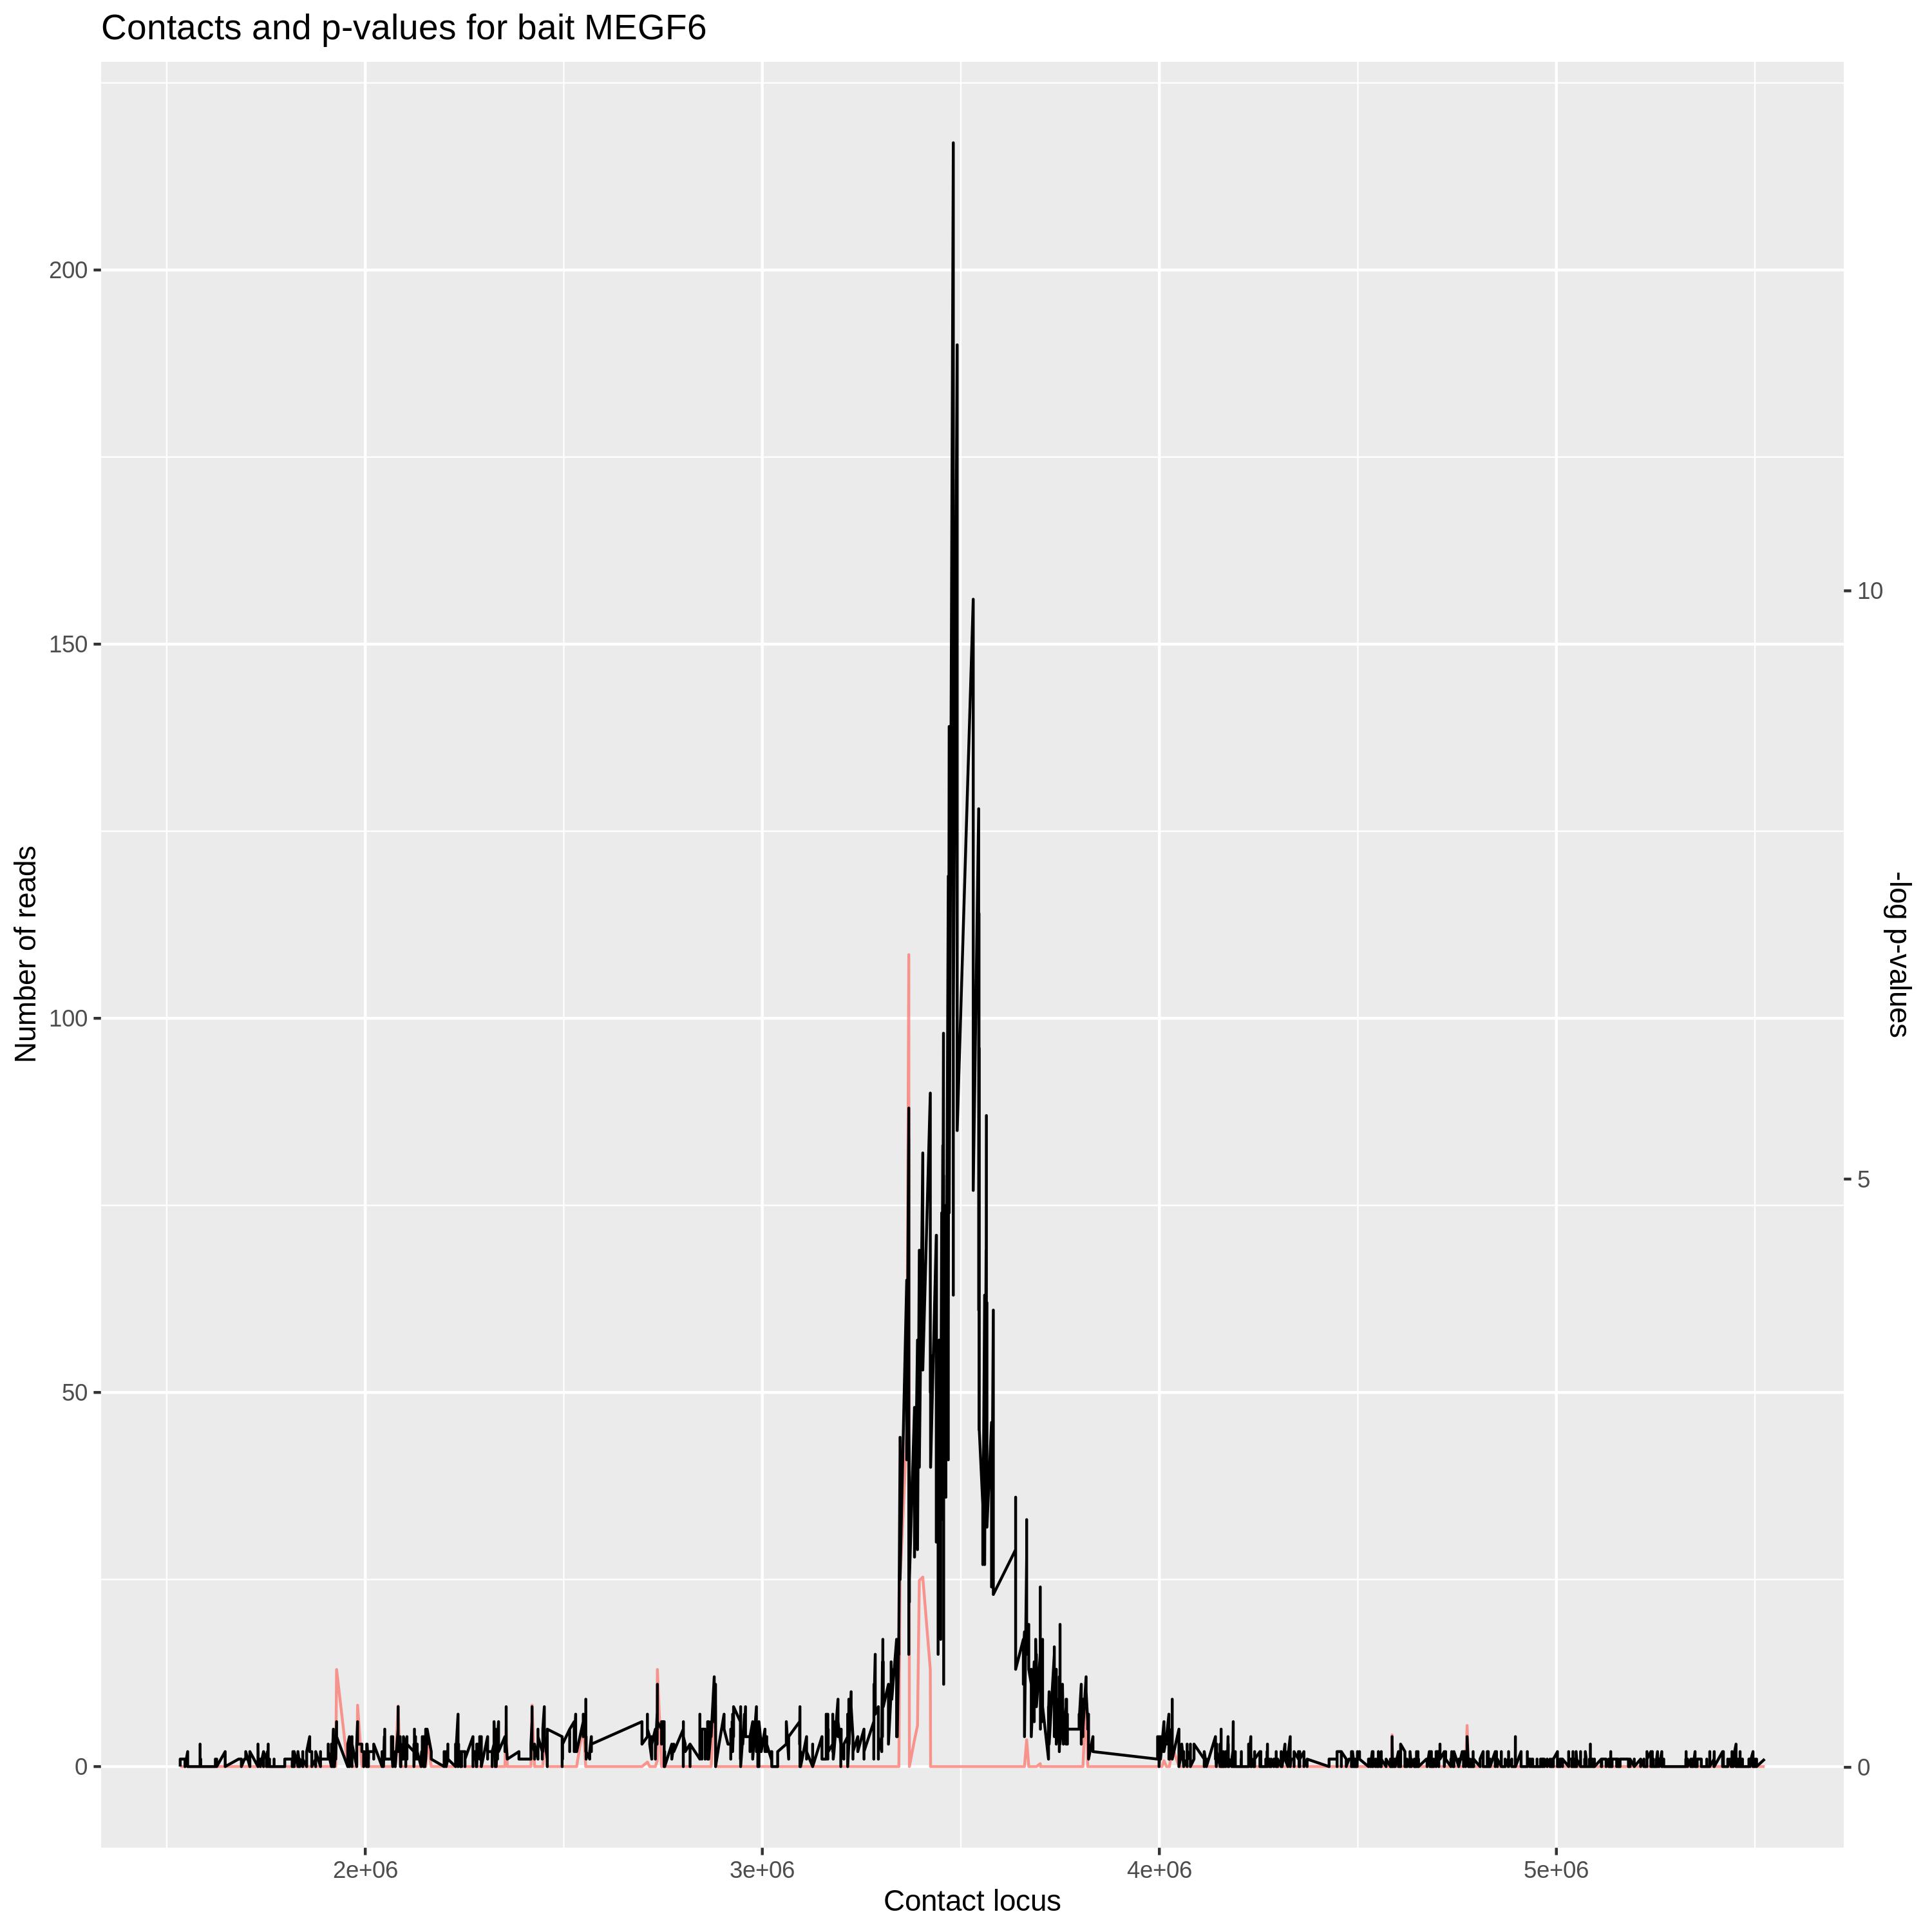 Contacts and p-values for bait MEGF6
Number of reads
200
150
100
50
0
10
5
0
-log p-values
2e+06
3e+06
4e+06
5e+06
Contact locus